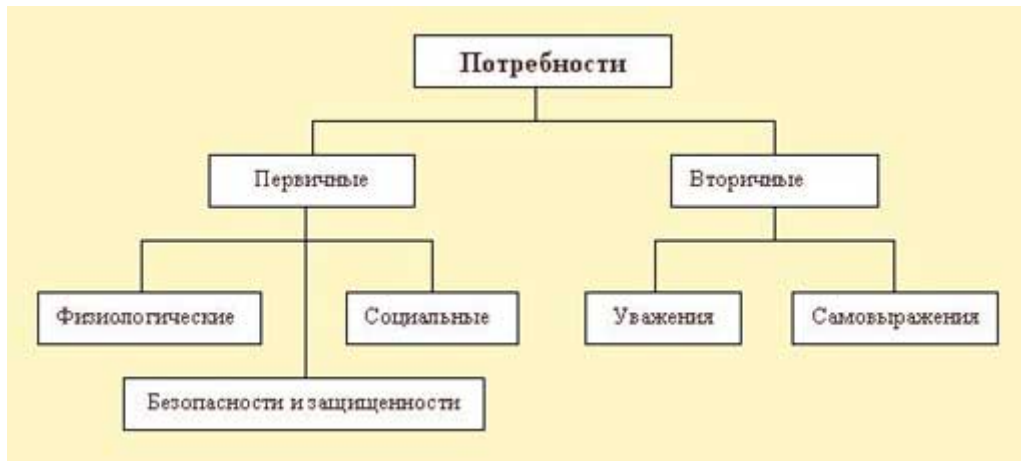 Потребности
Первичные
Вторичные
Физиологические
Социальные
Уважения
Самовыражения
Безопасности и защищенности